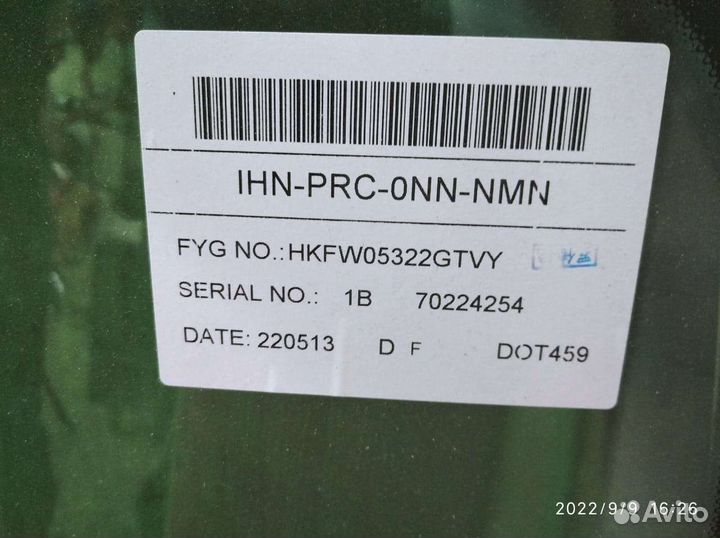 IHN-PRC-0NN-NMN
FYG NO.:HKFW05322GTVY
SERIAL NO.: 1B 70224254
DATE: 220513 D F DOT459
2022/9/9 16:26
Avito